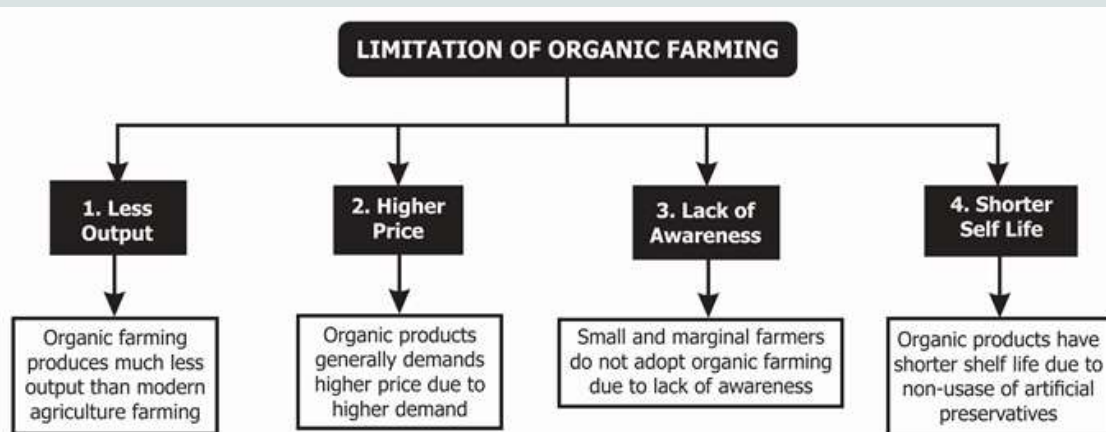 LIMITATION OF ORGANIC FARMING
1. Less
Output
Organic farming
produces much less
output than modern
agriculture farming
2. Higher
Price
Organic products
generally demands
higher price due to
higher demand
3. Lack of
Awareness
Small and marginal farmers
do not adopt organic farming
due to lack of awareness
4. Shorter
Self Life
Organic products have
shorter shelf life due to
non-usase of artificial
preservatives